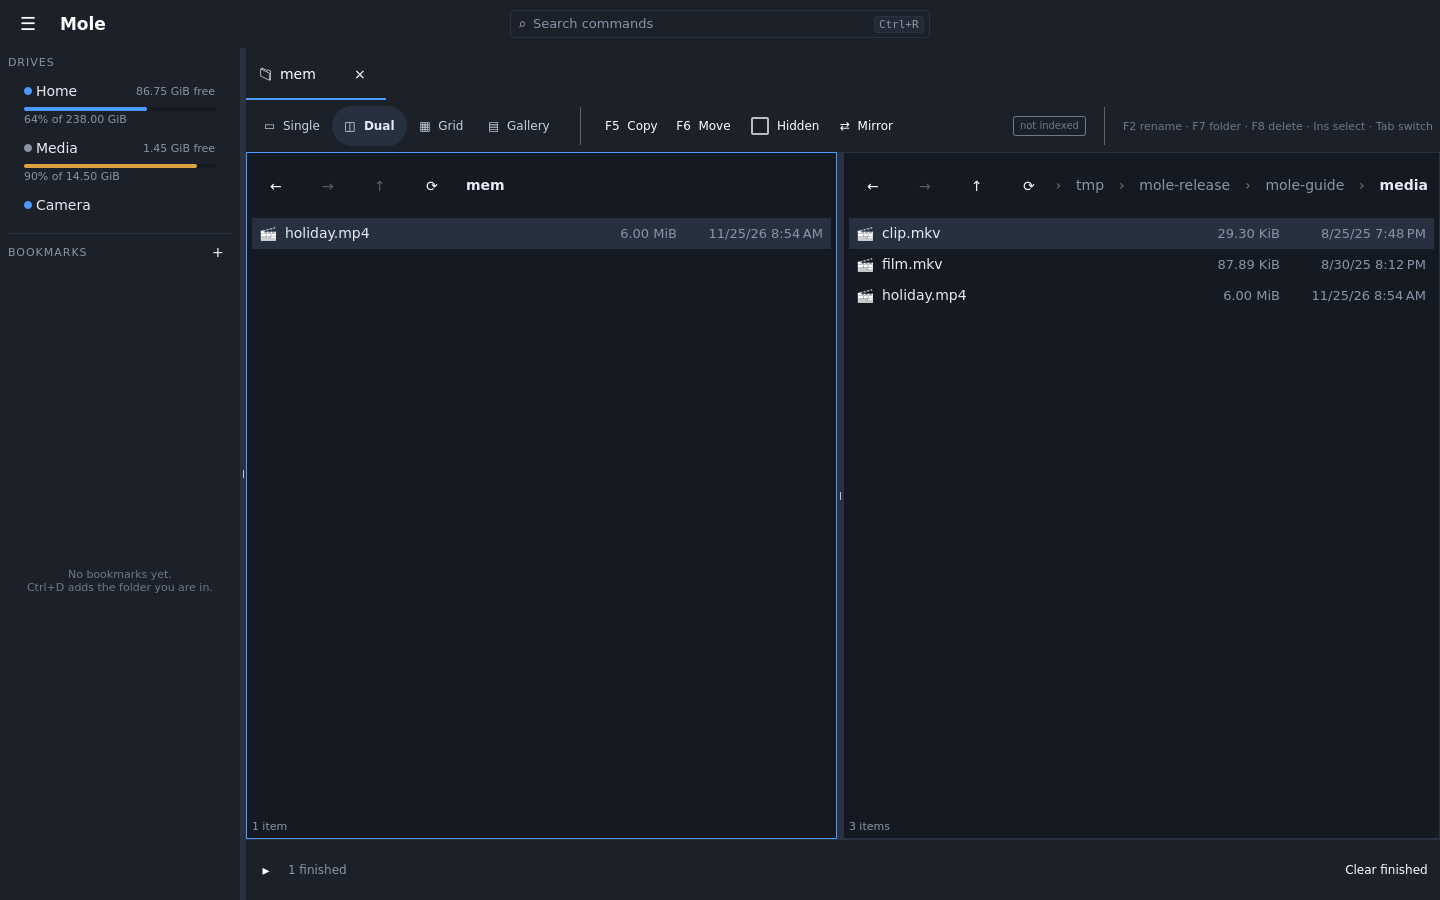 ☰ Mole
⌕ Search commands Ctrl+R
DRIVES
Home 86.75 GiB free
64% of 238.00 GiB
Media 1.45 GiB free
90% of 14.50 GiB
Camera
BOOKMARKS +
No bookmarks yet.
Ctrl+D adds the folder you are in.
mem ×
Single Dual Grid Gallery F5 Copy F6 Move Hidden ⇄ Mirror not indexed F2 rename · F7 folder · F8 delete · Ins select · Tab switch
← → ↑ ⟳ mem
holiday.mp4 6.00 MiB 11/25/26 8:54 AM
1 item
← → ↑ ⟳ › tmp › mole-release › mole-guide › media
clip.mkv 29.30 KiB 8/25/25 7:48 PM
film.mkv 87.89 KiB 8/30/25 8:12 PM
holiday.mp4 6.00 MiB 11/25/26 8:54 AM
3 items
▸ 1 finished Clear finished